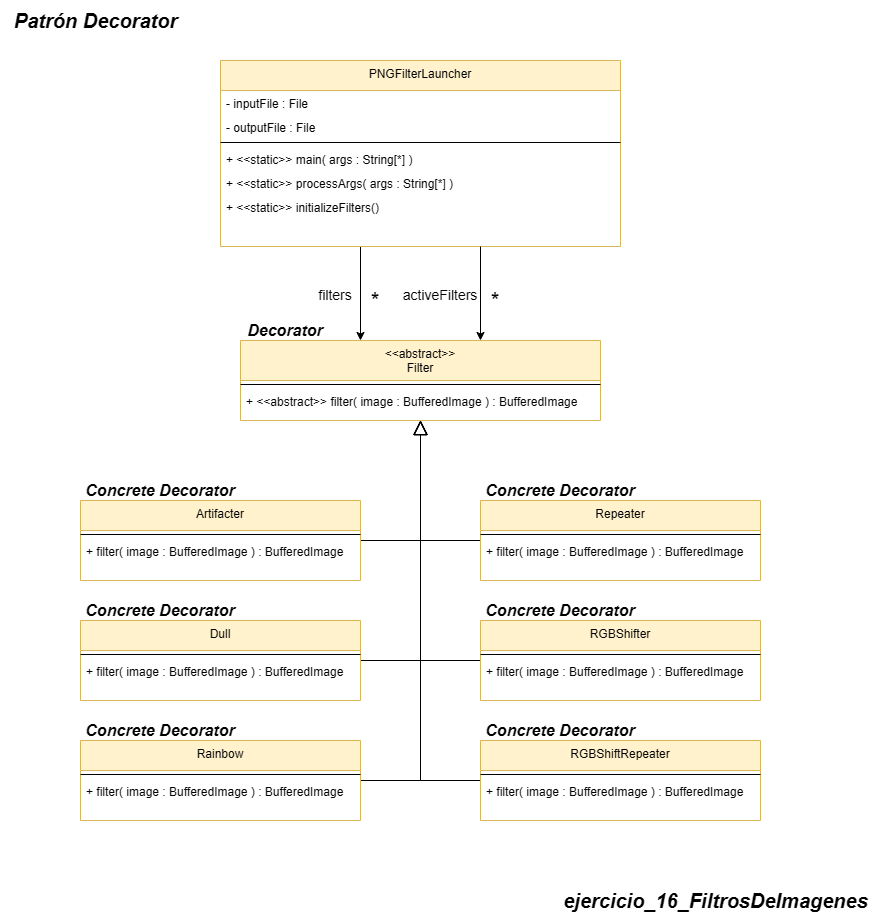 Patrón Decorator
PNGFilterLauncher
- inputFile : File
- outputFile : File
+ <<static>> main( args : String[*] )
+ <<static>> processArgs( args : String[*] )
+ <<static>> initializeFilters()
filters * activeFilters *
Decorator
<<abstract>>
Filter
+ <<abstract>> filter( image : BufferedImage ) : BufferedImage
Concrete Decorator
Artifacter
+ filter( image : BufferedImage ) : BufferedImage
Concrete Decorator
Repeater
+ filter( image : BufferedImage ) : BufferedImage
Concrete Decorator
Dull
+ filter( image : BufferedImage ) : BufferedImage
Concrete Decorator
RGBShifter
+ filter( image : BufferedImage ) : BufferedImage
Concrete Decorator
Rainbow
+ filter( image : BufferedImage ) : BufferedImage
Concrete Decorator
RGBShiftRepeater
+ filter( image : BufferedImage ) : BufferedImage
ejercicio_16_FiltrosDeImagenes